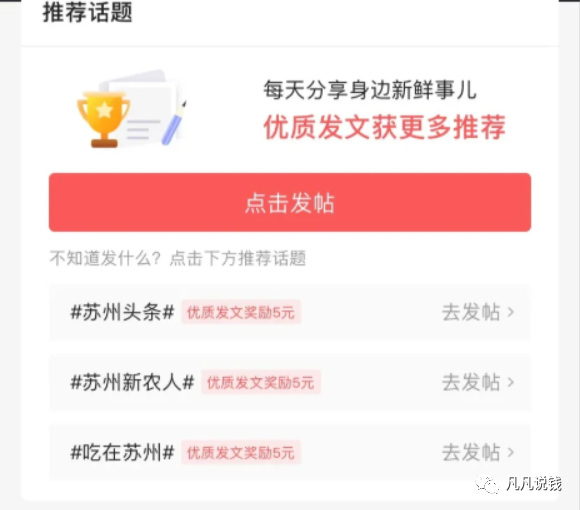 推荐话题
每天分享身边新鲜事儿
优质发文获更多推荐
点击发帖
不知道发什么？点击下方推荐话题
#苏州头条# 优质发文奖励5元 去发帖 >
#苏州新农人# 优质发文奖励5元 去发帖 >
#吃在苏州# 优质发文奖励5元 去发帖 >
凡凡说钱